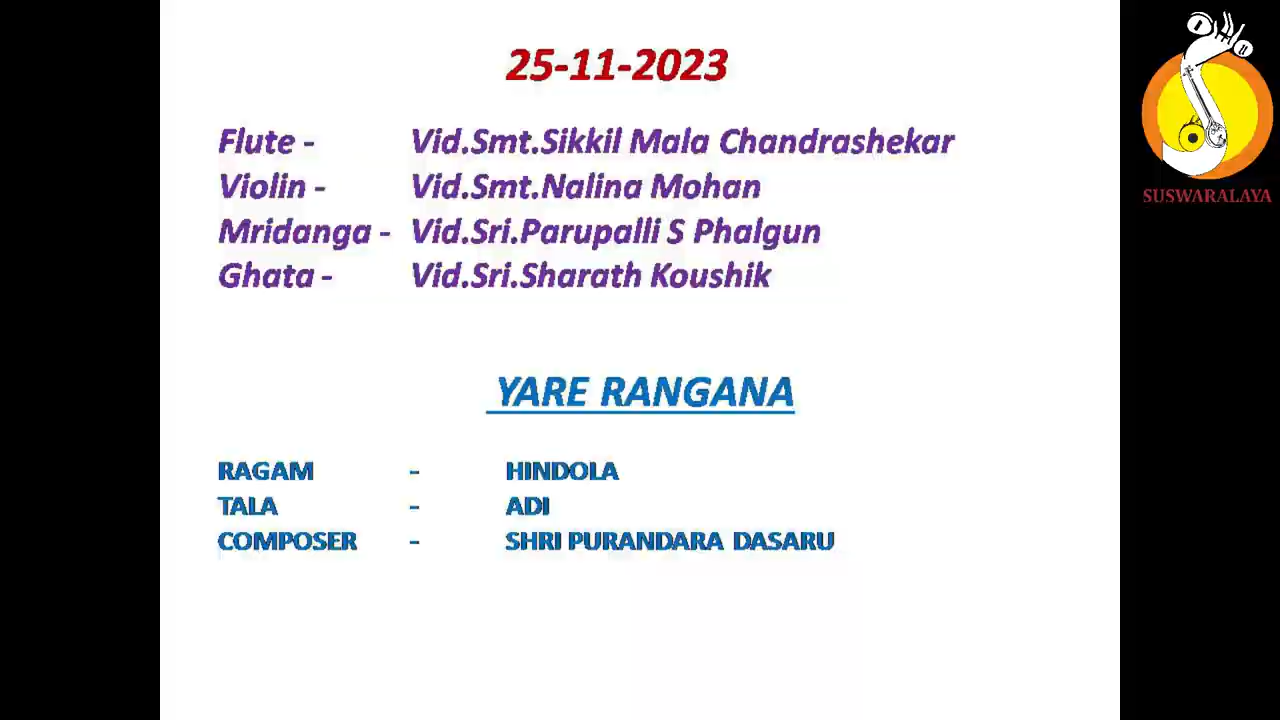 25-11-2023
Flute - Vid.Smt.Sikkil Mala Chandrashekar
Violin - Vid.Smt.Nalina Mohan
Mridanga - Vid.Sri.Parupalli S Phalgun
Ghata - Vid.Sri.Sharath Koushik
YARE RANGANA
RAGAM - HINDOLA
TALA - ADI
COMPOSER - SHRI PURANDARA DASARU
SUSWARALAYA